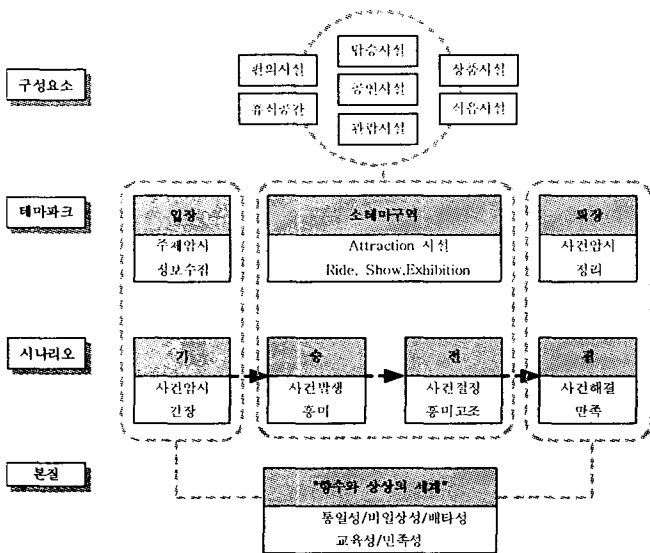 구성요소
편의시설
휴식공간
탑승시설
공연시설
관람시설
상품시설
식음시설
테마파크
입장
주제암시
정보수집
소테마구역
Attraction 시설
Ride, Show,Exhibition
퇴장
사건암시
정리
시나리오
기
사건암시
긴장
승
사건발생
흥미
전
사건절정
흥미고조
결
사건해결
만족
본질
"향수와 상상의 세계"
통일성/비일상성/배타성
교육성/민족성